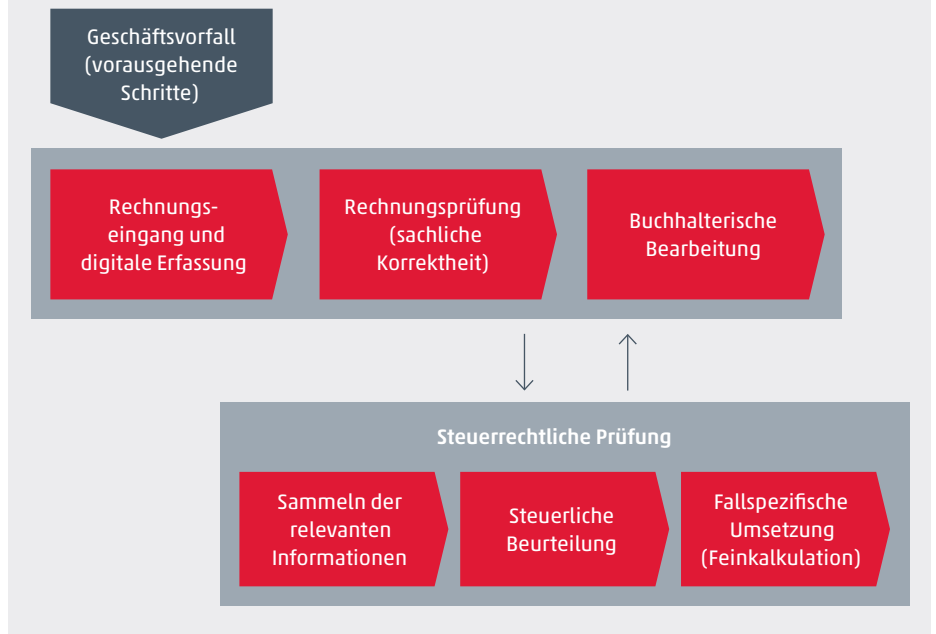 Geschäftsvorfall
(vorausgehende
Schritte)
Rechnungs-
eingang und
digitale Erfassung
Rechnungsprüfung
(sachliche
Korrektheit)
Buchhalterische
Bearbeitung
Steuerrechtliche Prüfung
Sammeln der
relevanten
Informationen
Steuerliche
Beurteilung
Fallspezifische
Umsetzung
(Feinkalkulation)